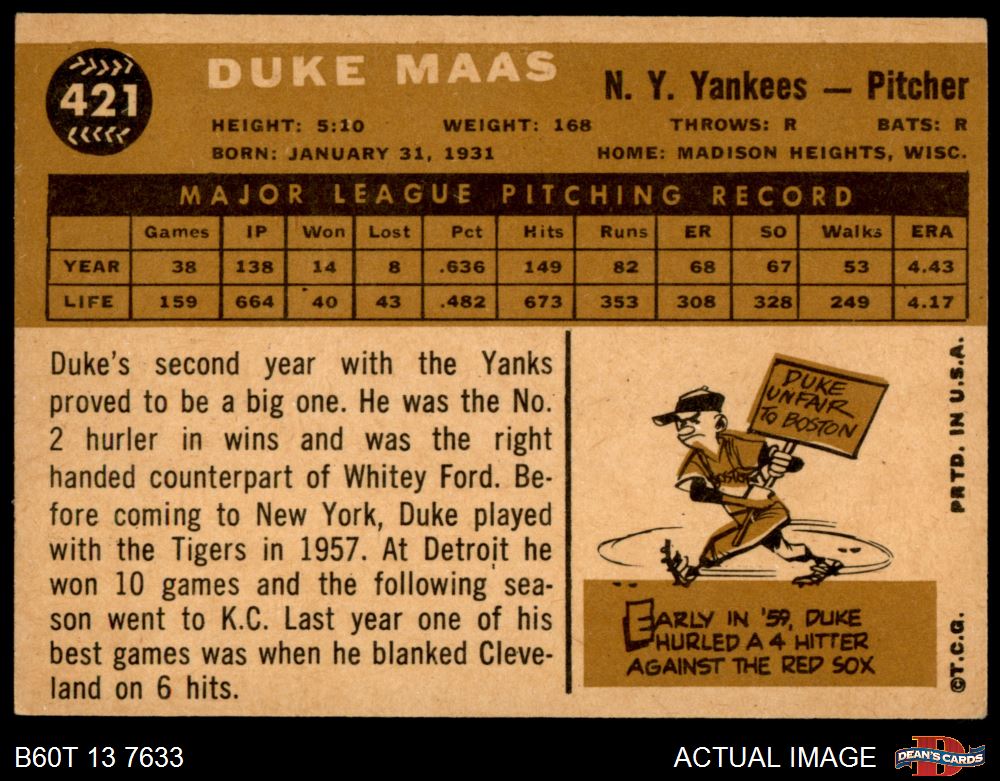 421
DUKE MAAS
N. Y. Yankees — Pitcher
HEIGHT: 5:10 WEIGHT: 168 THROWS: R BATS: R
BORN: JANUARY 31, 1931 HOME: MADISON HEIGHTS, WISC.
MAJOR LEAGUE PITCHING RECORD
Games IP Won Lost Pct Hits Runs ER SO Walks ERA
YEAR 38 138 14 8 .636 149 82 68 67 53 4.43
LIFE 159 664 40 43 .482 673 353 308 328 249 4.17
Duke's second year with the Yanks
proved to be a big one. He was the No.
2 hurler in wins and was the right
handed counterpart of Whitey Ford. Be-
fore coming to New York, Duke played
with the Tigers in 1957. At Detroit he
won 10 games and the following sea-
son went to K.C. Last year one of his
best games was when he blanked Cleve-
land on 6 hits.
DUKE
UNFAIR
TO BOSTON
BOSTON
EARLY IN '59, DUKE
HURLED A 4 HITTER
AGAINST THE RED SOX
©T.C.G. PRTD. IN U.S.A.
B60T 13 7633
ACTUAL IMAGE
D
DEAN'S CARDS